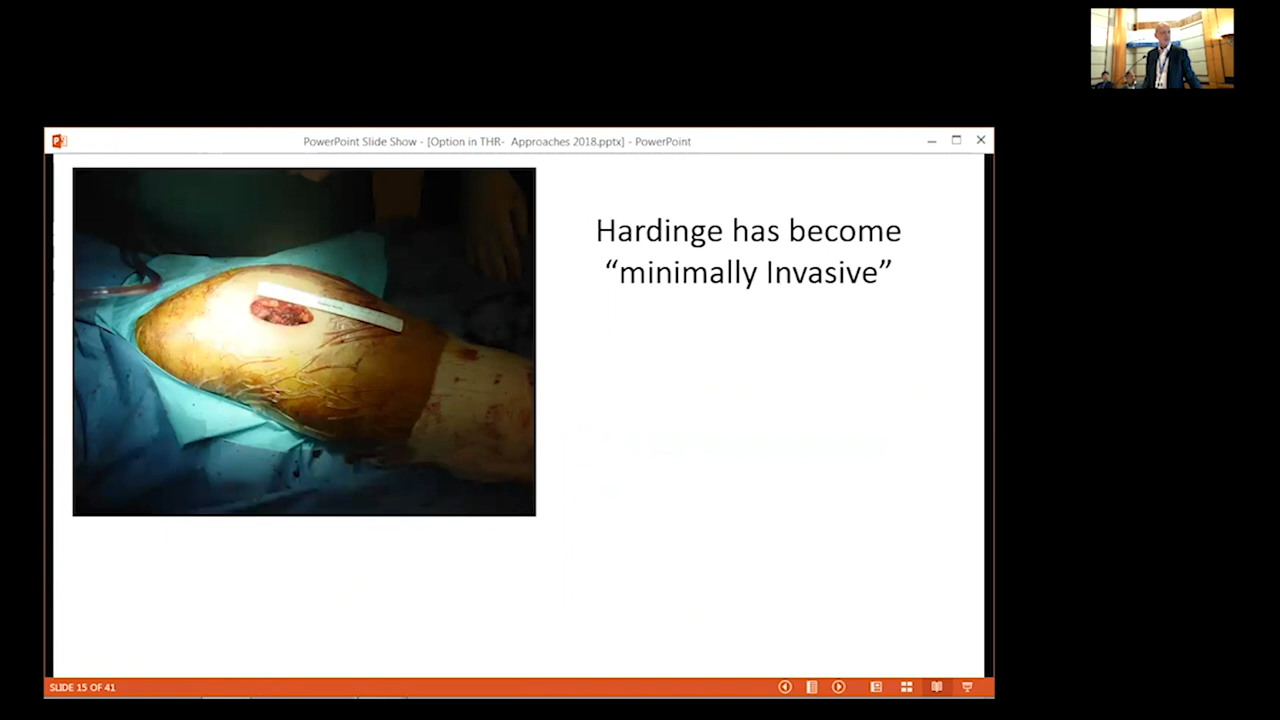 PowerPoint Slide Show - [Option in THR- Approaches 2018.pptx] - PowerPoint
Hardinge has become
“minimally Invasive”
SLIDE 15 OF 41